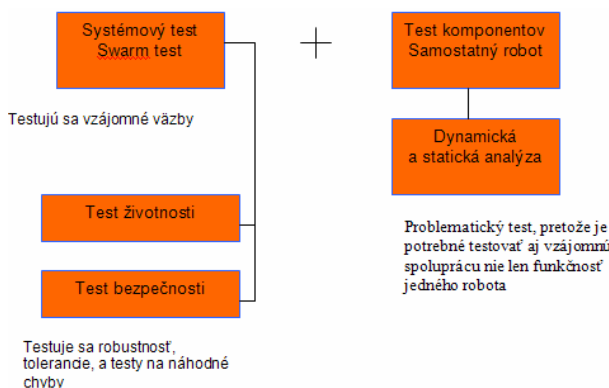 Systémový test
Swarm test
Testujú sa vzájomné väzby
Test životnosti
Test bezpečnosti
Testuje sa robustnosť,
tolerancie, a testy na náhodné
chyby
Test komponentov
Samostatný robot
Dynamická
a statická analýza
Problematický test, pretože je
potrebné testovať aj vzájomnú
spoluprácu nie len funkčnosť
jedného robota